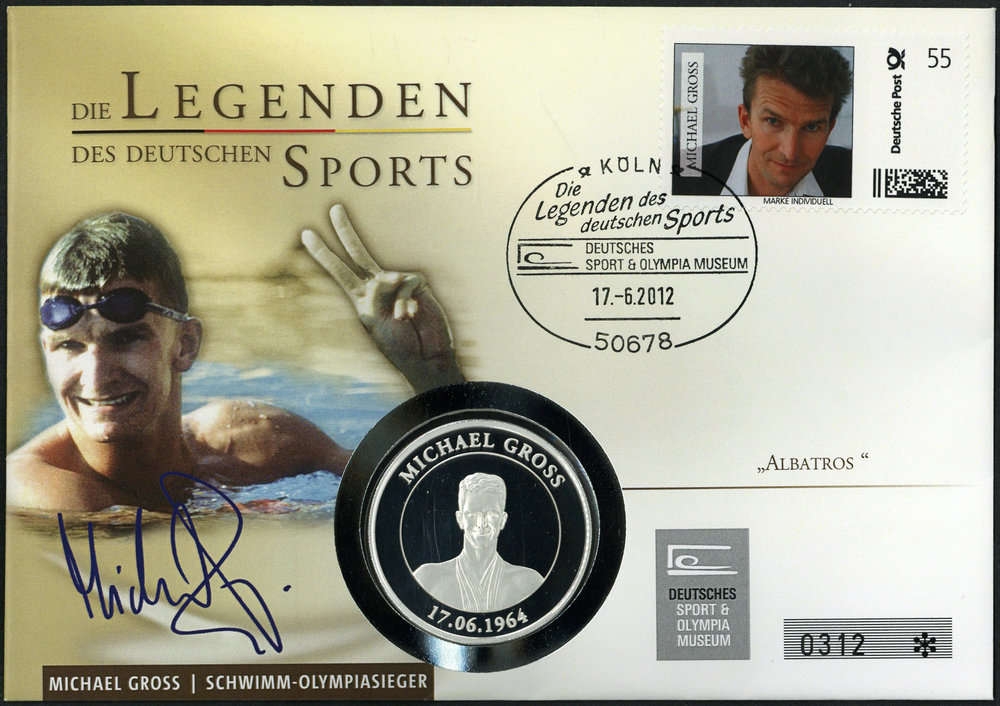 DIE LEGENDEN
DES DEUTSCHEN SPORTS
MICHAEL GROSS
Deutsche Post
55
MARKE INDIVIDUELL
KÖLN
Die
Legenden des
deutschen Sports
DEUTSCHES
SPORT & OLYMPIA MUSEUM
17.-6.2012
50678
MICHAEL GROSS
17.06.1964
„ALBATROS “
DEUTSCHES
SPORT &
OLYMPIA
MUSEUM
0312 ✻
MICHAEL GROSS | SCHWIMM-OLYMPIASIEGER